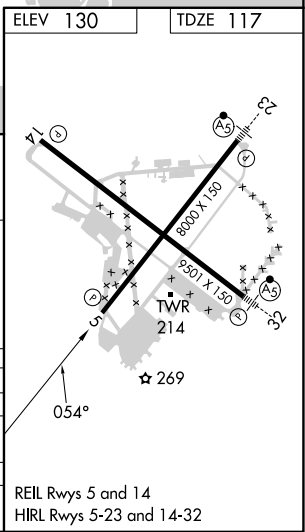 ELEV 130
TDZE 117
14
P
A5
23
P
8000 X 150
9501 X 150
P
5
TWR
214
A5
P
32
269
054°
REIL Rwys 5 and 14
HIRL Rwys 5-23 and 14-32